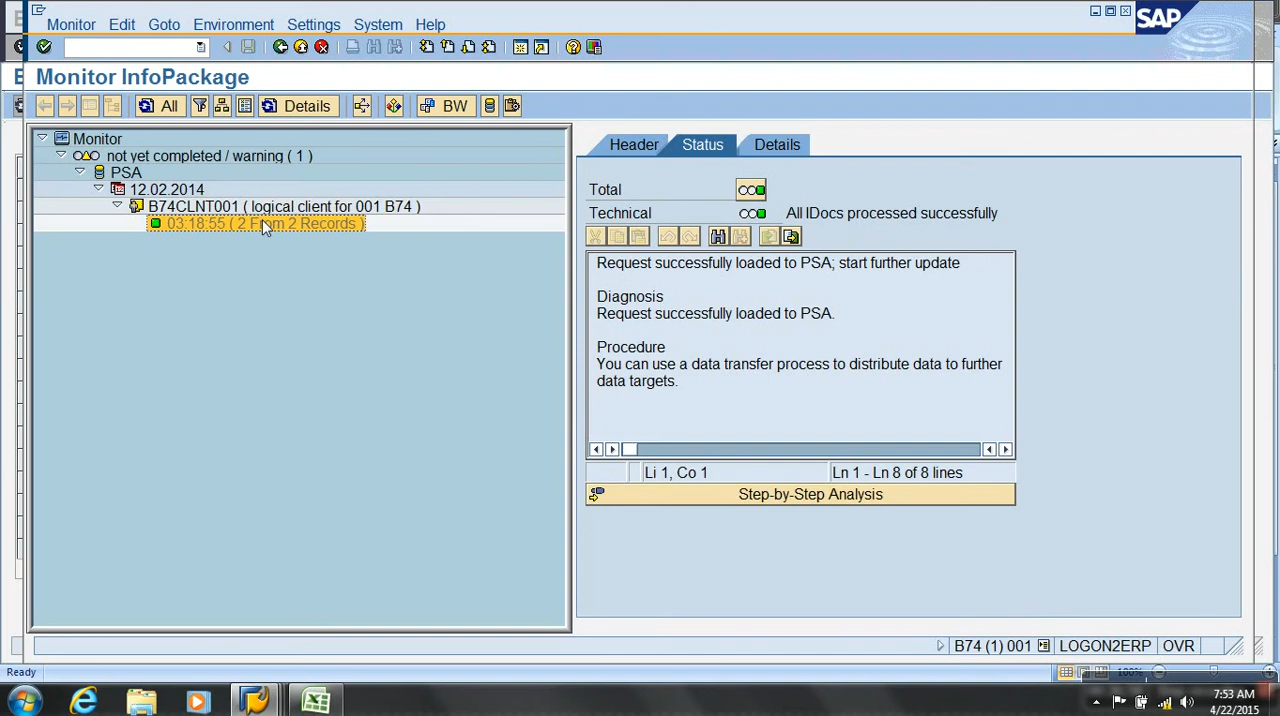 Monitor Edit Goto Environment Settings System Help
SAP
Monitor InfoPackage
All Details BW
Monitor
not yet completed / warning ( 1 )
PSA
12.02.2014
B74CLNT001 ( logical client for 001 B74 )
03:18:55 ( 2 From 2 Records )
Header Status Details
Total
Technical All IDocs processed successfully
Request successfully loaded to PSA; start further update
Diagnosis
Request successfully loaded to PSA.
Procedure
You can use a data transfer process to distribute data to further
data targets.
Li 1, Co 1 Ln 1 - Ln 8 of 8 lines
Step-by-Step Analysis
B74 (1) 001 LOGON2ERP OVR
Ready 100%
7:53 AM
4/22/2015